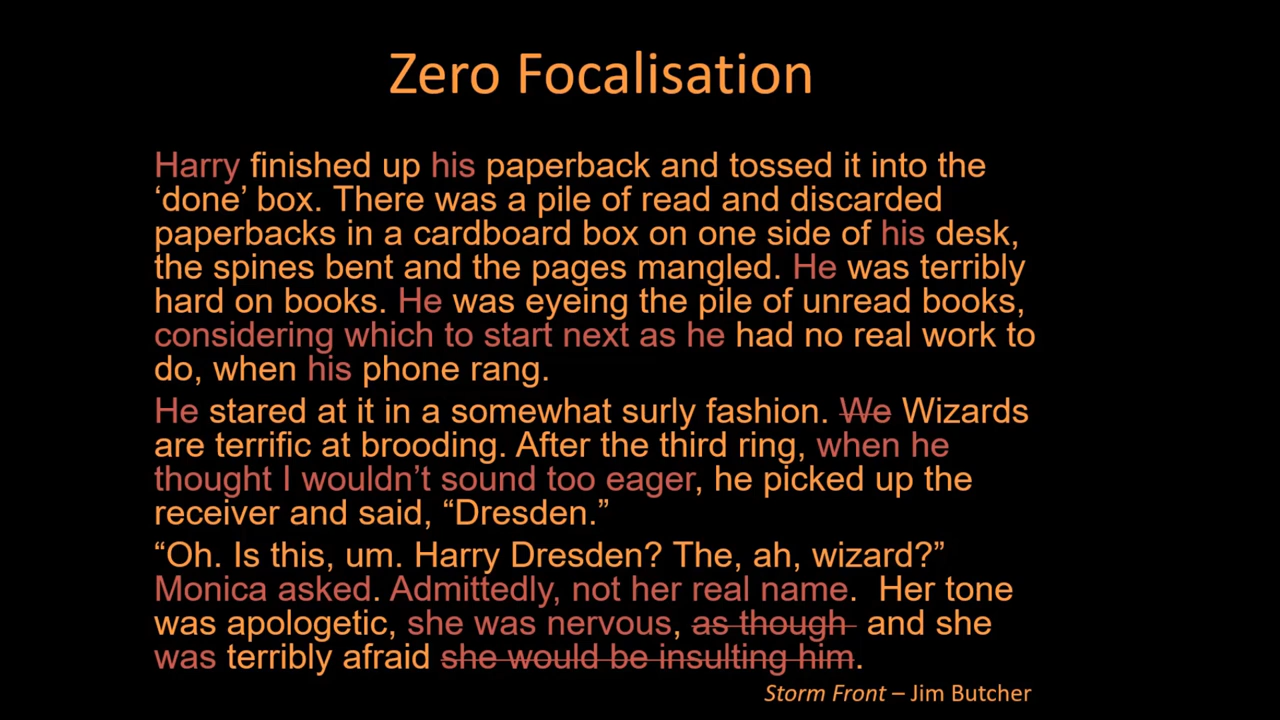 Zero Focalisation
Harry finished up his paperback and tossed it into the
‘done’ box. There was a pile of read and discarded
paperbacks in a cardboard box on one side of his desk,
the spines bent and the pages mangled. He was terribly
hard on books. He was eyeing the pile of unread books,
considering which to start next as he had no real work to
do, when his phone rang.
He stared at it in a somewhat surly fashion. We Wizards
are terrific at brooding. After the third ring, when he
thought I wouldn’t sound too eager, he picked up the
receiver and said, “Dresden.”
“Oh. Is this, um. Harry Dresden? The, ah, wizard?”
Monica asked. Admittedly, not her real name.  Her tone
was apologetic, she was nervous, as though  and she
was terribly afraid she would be insulting him.
Storm Front – Jim Butcher